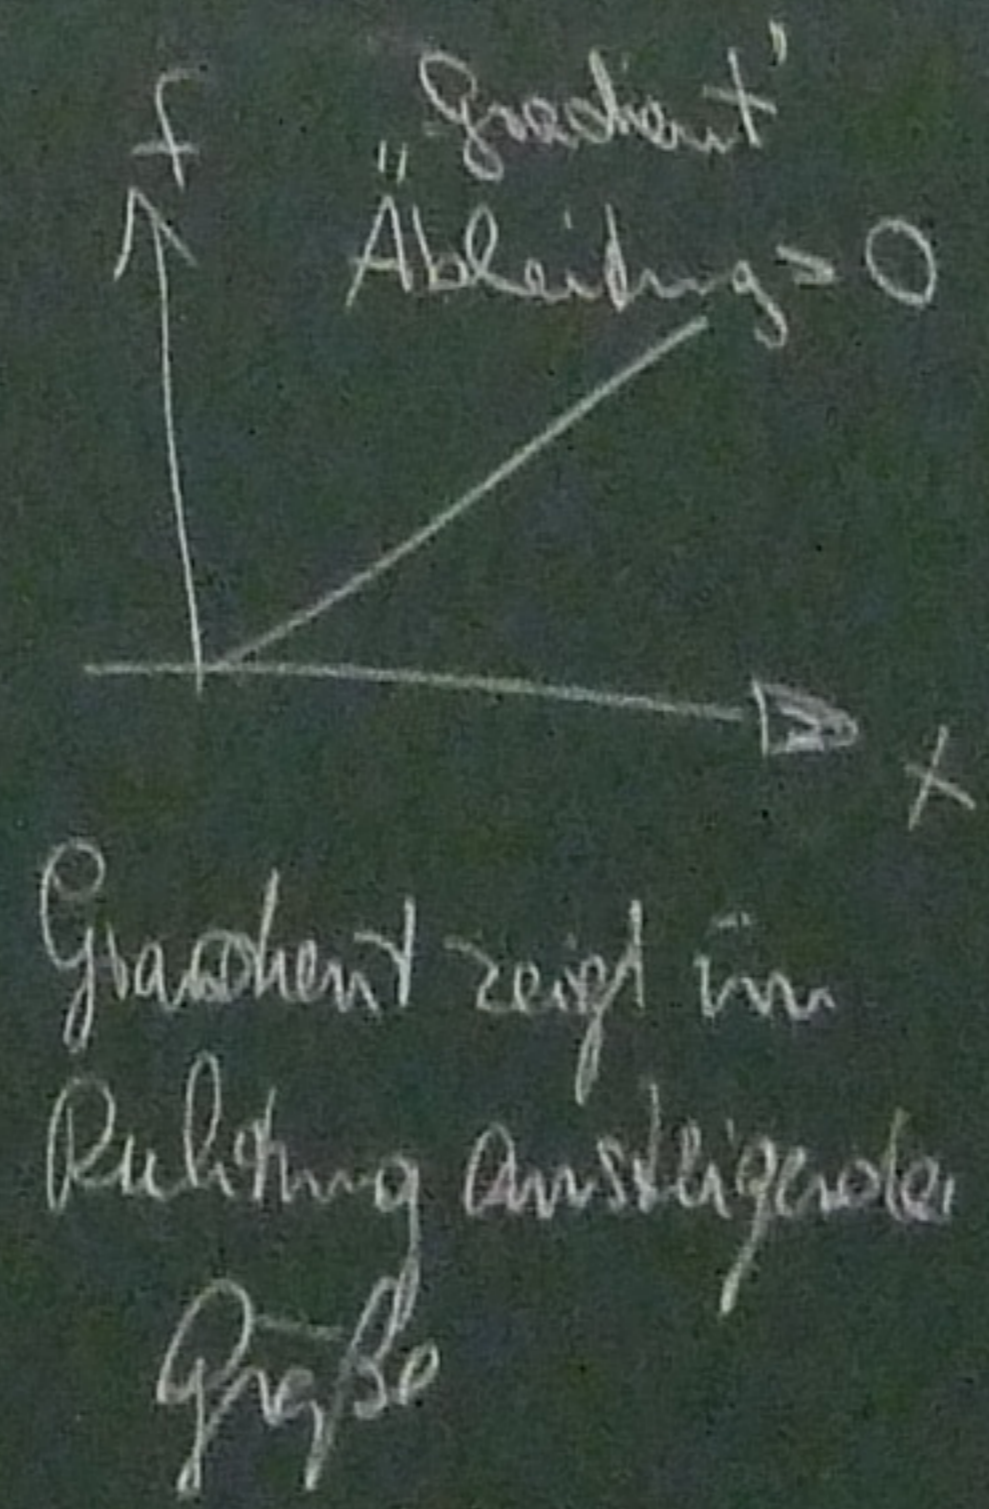 f
"Gradient"
Ableitung > 0
x
Gradient zeigt in
Richtung ansteigender
Größe